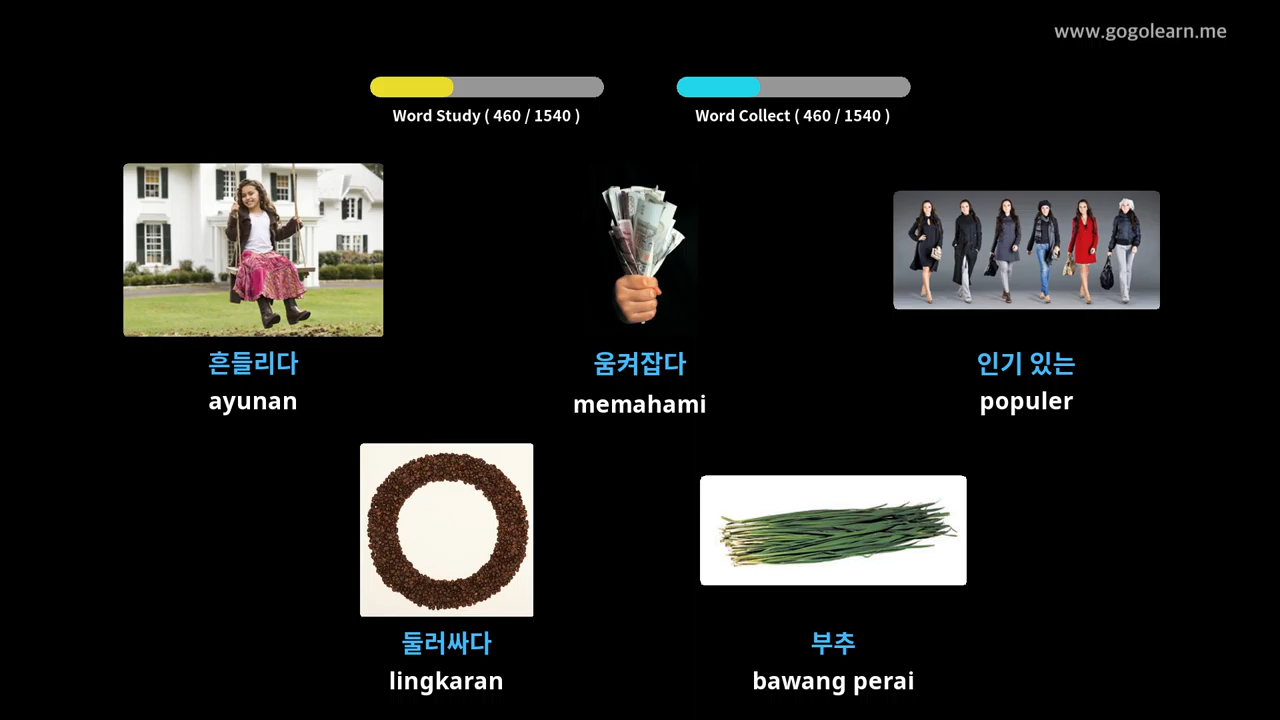 www.gogolearn.me
Word Study ( 460 / 1540 )
Word Collect ( 460 / 1540 )
흔들리다
ayunan
움켜잡다
memahami
인기 있는
populer
둘러싸다
lingkaran
부추
bawang perai